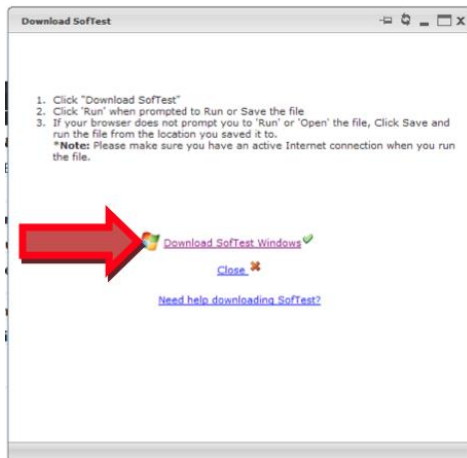 Download SofTest
1. Click "Download SofTest"
2. Click 'Run' when prompted to Run or Save the file
3. If your browser does not prompt you to 'Run' or 'Open' the file, Click Save and
run the file from the location you saved it to.
*Note: Please make sure you have an active Internet connection when you run
the file.
Download SofTest Windows
Close
Need help downloading SofTest?